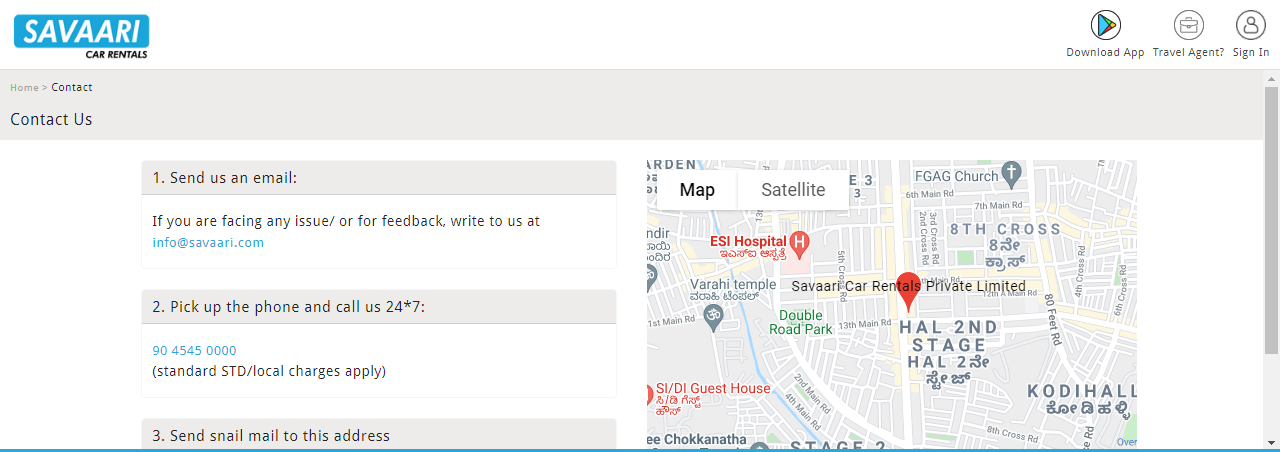 SAVAARI
CAR RENTALS
Download App
Travel Agent?
Sign In
Home > Contact
Contact Us
1. Send us an email:
If you are facing any issue/ or for feedback, write to us at
info@savaari.com
2. Pick up the phone and call us 24*7:
90 4545 0000
(standard STD/local charges apply)
3. Send snail mail to this address
Map
Satellite
FGAG Church
7th Main Rd
6th Main Rd
8TH CROSS
8ನೇ
ಕ್ರಾಸ್
3rd Cross Rd
2nd Cross Rd
ESI Hospital
ಇಎಸ್ಐ ಆಸ್ಪತ್ರೆ
5th Cross Rd
Varahi temple
ವರಾಹಿ ಟೆಂಪಲ್
Savaari Car Rentals Private Limited
12th A Main Rd
6th Cross Rd
80 Feet Rd
1st Main Rd
Double
Road Park
13th Main Rd
HAL 2ND
STAGE
HAL 2ನೇ
ಸ್ಟೇಜ್
SI/DI Guest House
ಸಿ/ಡಿ ಗೆಸ್ಟ್
ಹೌಸ್
2nd Main Rd
4th Main Rd
KODIHALL
ಕೋಡಿಹಳ್ಳಿ
8th Cross Rd
ee Chokkanatha
STAGE 2
Over